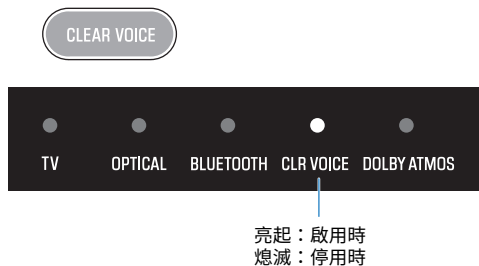 CLEAR VOICE
TV OPTICAL BLUETOOTH CLR VOICE DOLBY ATMOS
亮起：啟用時
熄滅：停用時